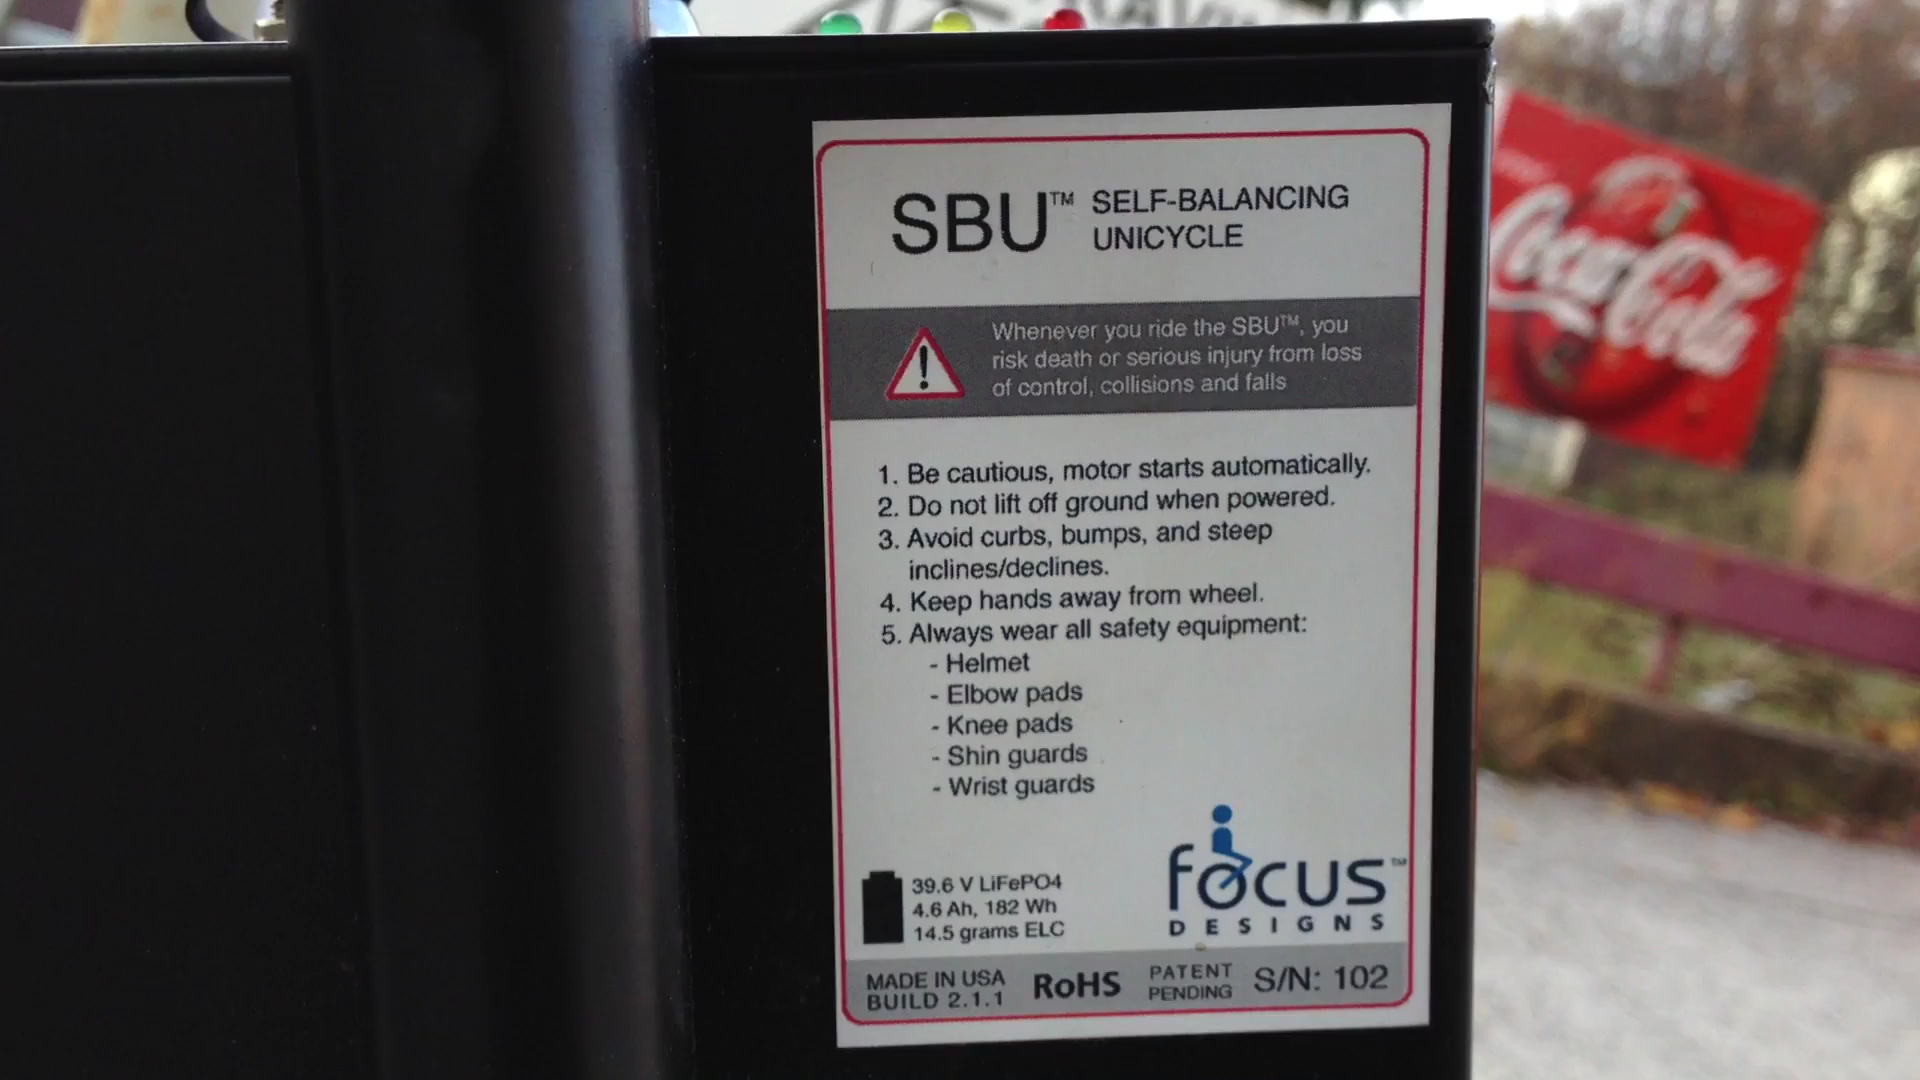 SBU™ SELF-BALANCING
UNICYCLE
Whenever you ride the SBU™, you
risk death or serious injury from loss
of control, collisions and falls
1. Be cautious, motor starts automatically.
2. Do not lift off ground when powered.
3. Avoid curbs, bumps, and steep
inclines/declines.
4. Keep hands away from wheel.
5. Always wear all safety equipment:
- Helmet
- Elbow pads
- Knee pads
- Shin guards
- Wrist guards
39.6 V LiFePO4
4.6 Ah, 182 Wh
14.5 grams ELC
focus™
DESIGNS
MADE IN USA
BUILD 2.1.1
RoHS
PATENT
PENDING
S/N: 102
Coca-Cola